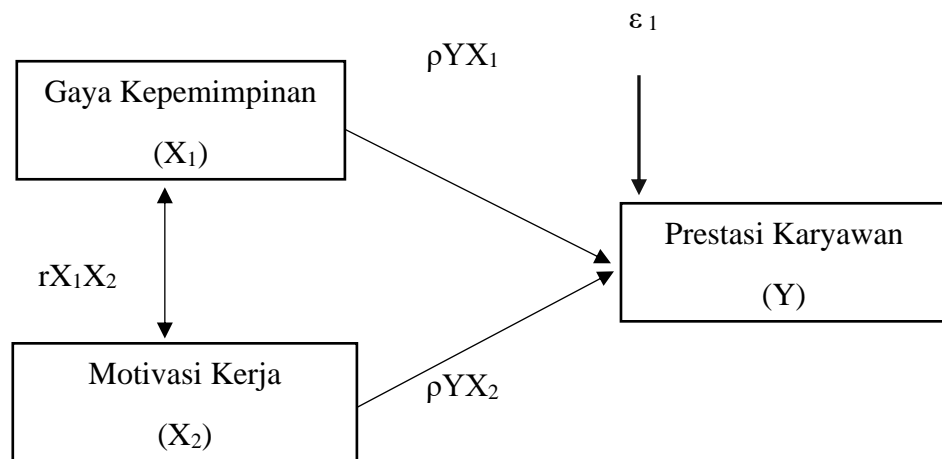 ε 1
ρYX₁
Gaya Kepemimpinan
(X₁)
Prestasi Karyawan
(Y)
rX₁X₂
Motivasi Kerja
(X₂)
ρYX₂